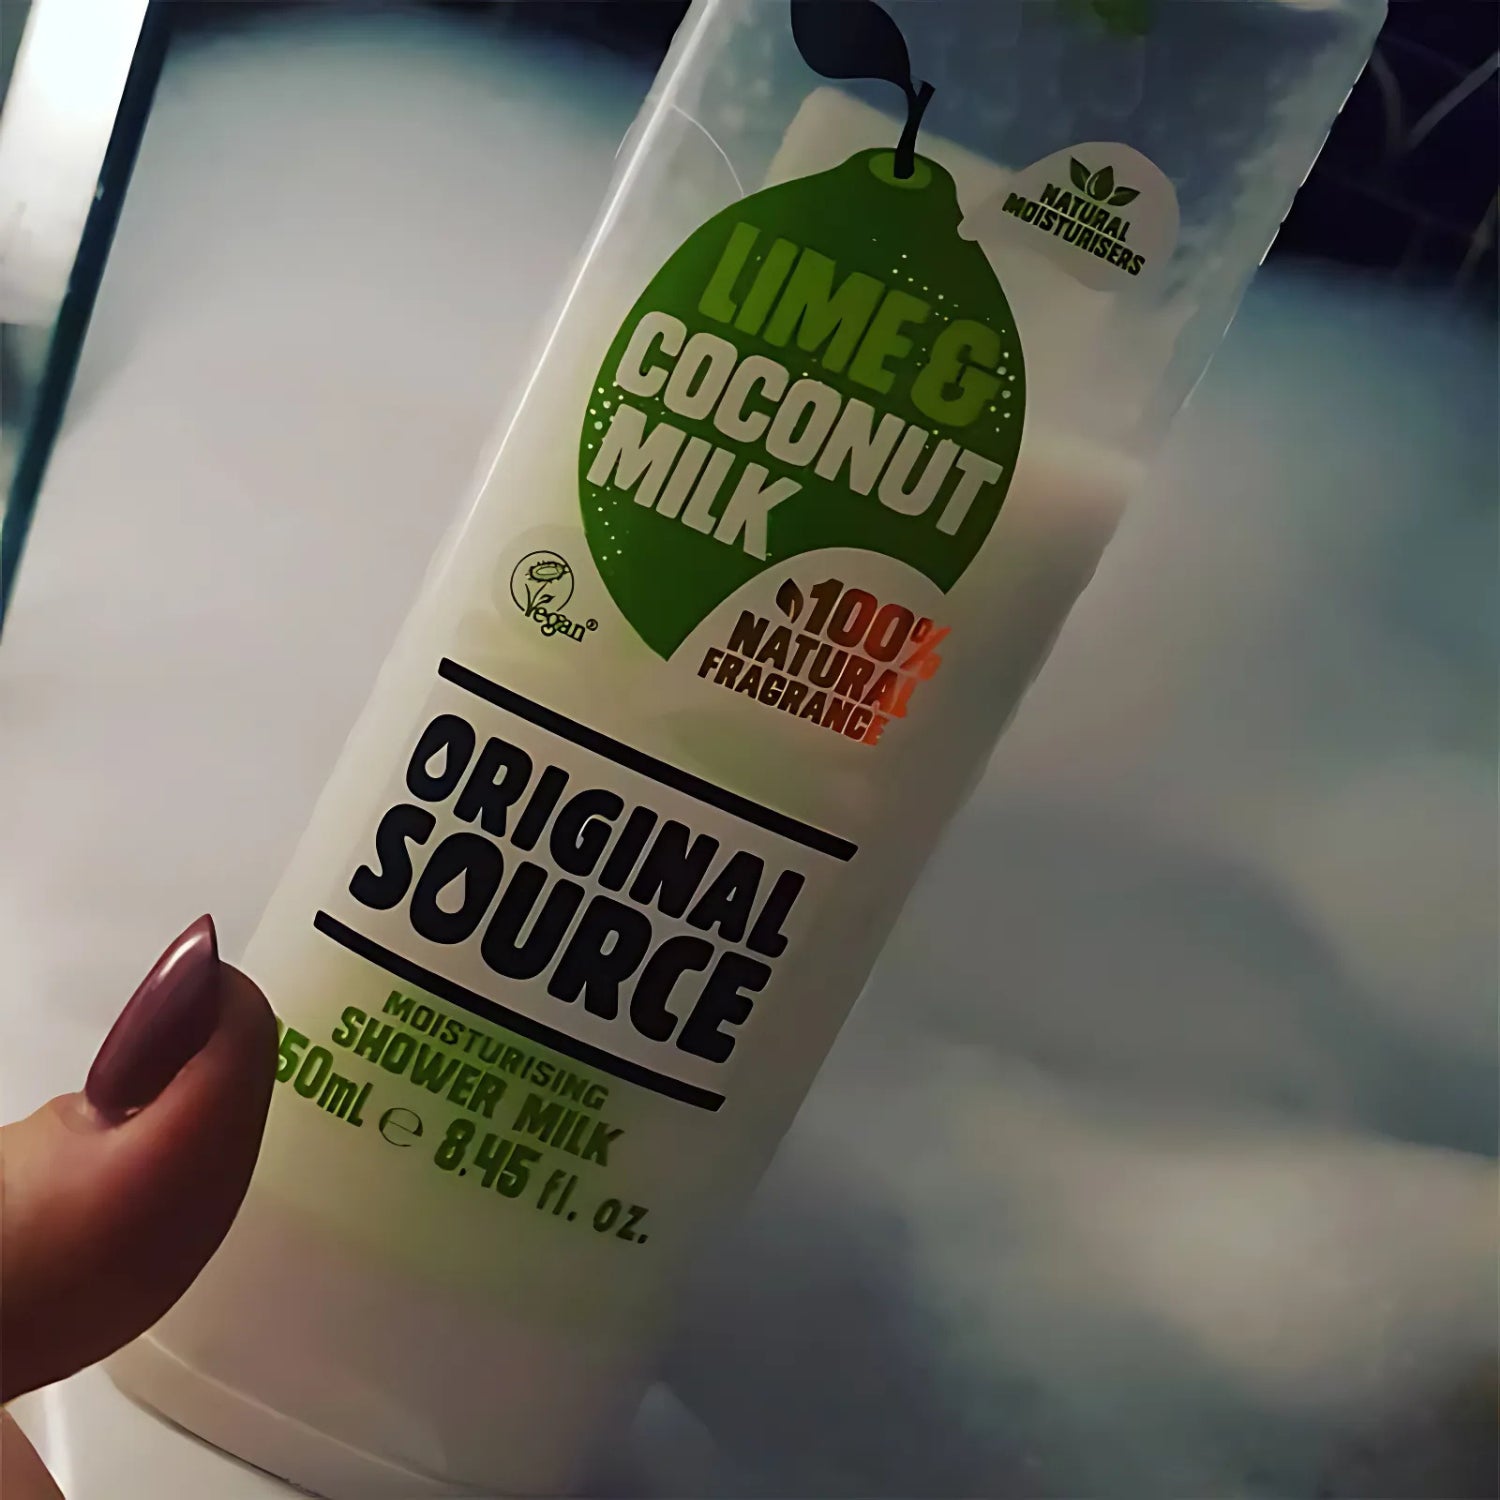 NATURAL
MOISTURISERS
LIME &
COCONUT
MILK
Vegan
100%
NATURAL
FRAGRANCE
ORIGINAL
SOURCE
MOISTURISING
SHOWER MILK
50mL e 8.45 fl. oz.